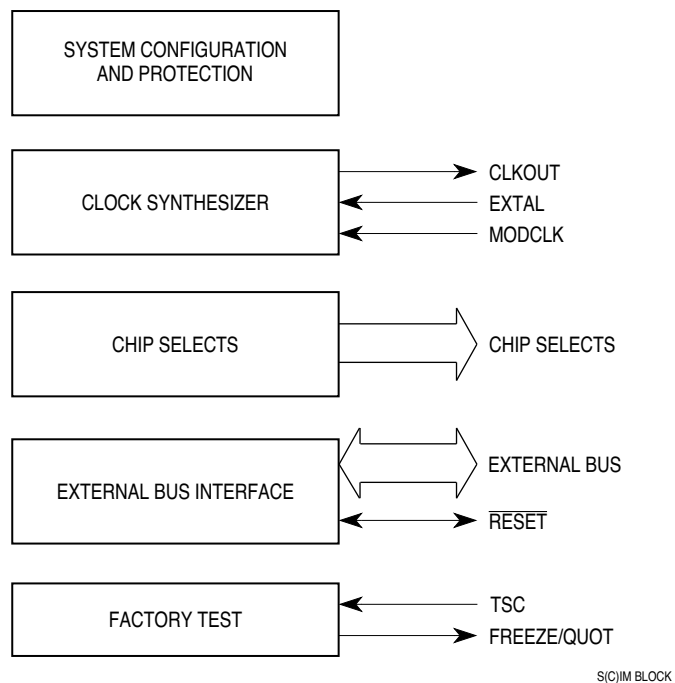 SYSTEM CONFIGURATION
AND PROTECTION
CLOCK SYNTHESIZER
CLKOUT
EXTAL
MODCLK
CHIP SELECTS
CHIP SELECTS
EXTERNAL BUS INTERFACE
EXTERNAL BUS
RESET
FACTORY TEST
TSC
FREEZE/QUOT
S(C)IM BLOCK